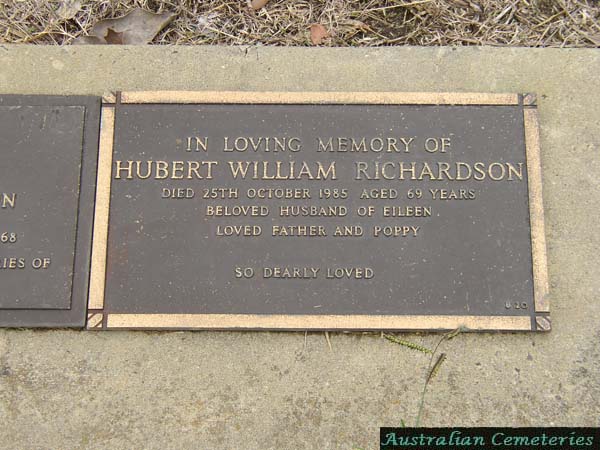 IN LOVING MEMORY OF
HUBERT WILLIAM RICHARDSON
DIED 25TH OCTOBER 1985 AGED 69 YEARS
BELOVED HUSBAND OF EILEEN
LOVED FATHER AND POPPY
SO DEARLY LOVED
N
68
IES OF
Australian Cemeteries